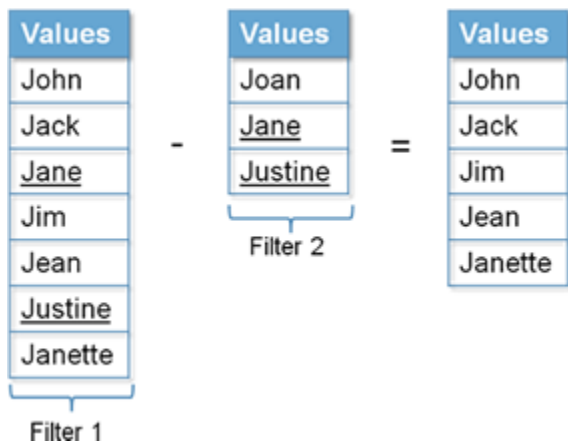 Values
John
Jack
Jane
Jim
Jean
Justine
Janette
Filter 1
-
Values
Joan
Jane
Justine
Filter 2
=
Values
John
Jack
Jim
Jean
Janette